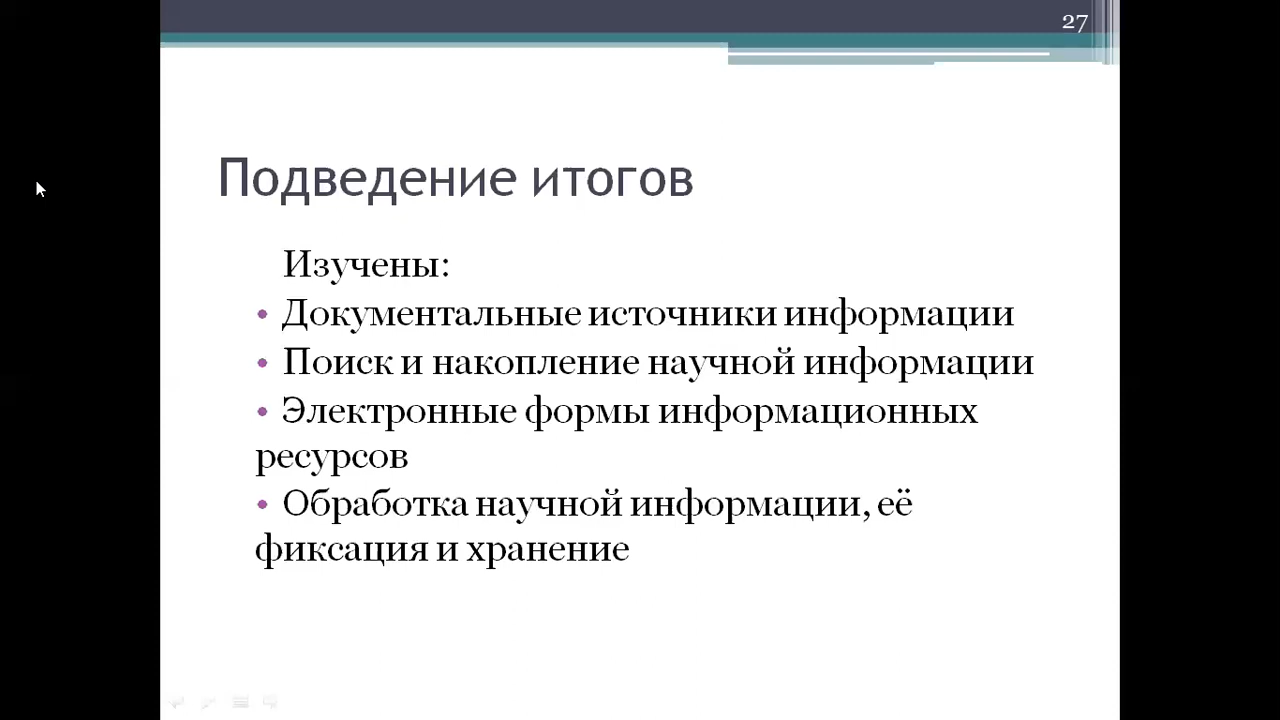 27
Подведение итогов
Изучены:
• Документальные источники информации
• Поиск и накопление научной информации
• Электронные формы информационных
ресурсов
• Обработка научной информации, её
фиксация и хранение